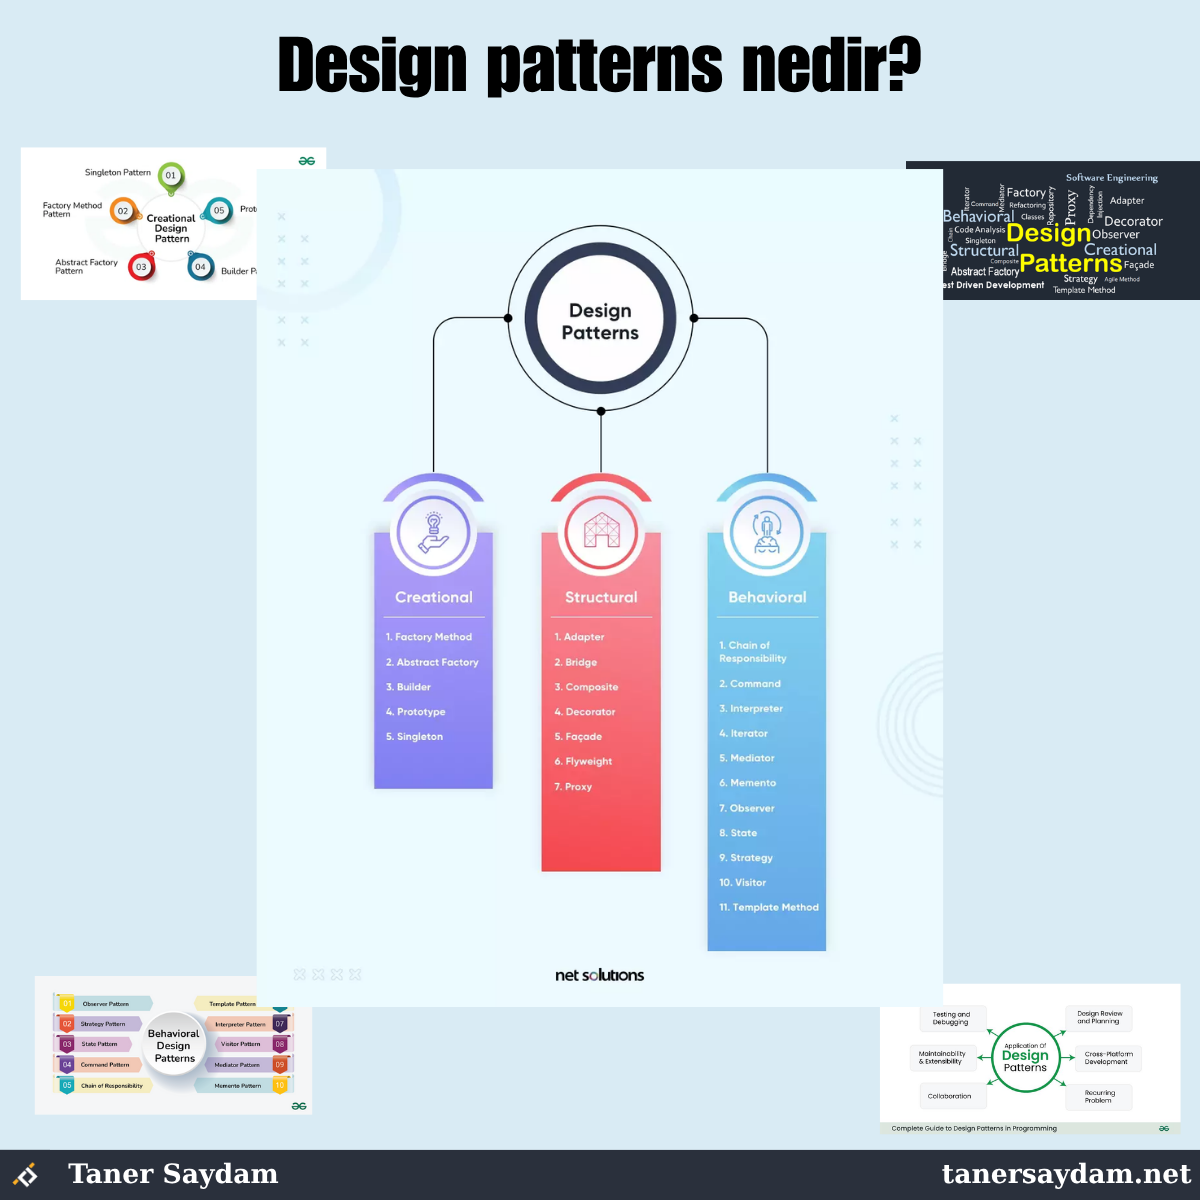 Design patterns nedir?
Singleton Pattern
01
Factory Method
Pattern
02
05
Creational
Design
Pattern
Abstract Factory
Pattern
03
04
Software Engineering
Iterator
Command
Mediator
Factory
Refactoring
Repository
Proxy
Dependency
Injection
Adapter
Behavioral
Classes
Decorator
Code Analysis
Singleton
Design
Observer
Structural
Creational
Composite
Patterns
Façade
Abstract Factory
Strategy
Agile Method
Template Method
Design
Patterns
Creational
1. Factory Method
2. Abstract Factory
3. Builder
4. Prototype
5. Singleton
Structural
1. Adapter
2. Bridge
3. Composite
4. Decorator
5. Façade
6. Flyweight
7. Proxy
Behavioral
1. Chain of
Responsibility
2. Command
3. Interpreter
4. Iterator
5. Mediator
6. Memento
7. Observer
8. State
9. Strategy
10. Visitor
11. Template Method
net solutions
01 Observer Pattern
02 Strategy Pattern
03 State Pattern
04 Command Pattern
05 Chain of Responsibility
Behavioral
Design
Patterns
Template Pattern
Interpreter Pattern 07
Visitor Pattern 08
Mediator Pattern 09
Memento Pattern 10
Testing and
Debugging
Maintainability
& Extensibility
Collaboration
Application Of
Design
Patterns
Design Review
and Planning
Cross-Platform
Development
Recurring
Problem
Complete Guide to Design Patterns in Programming
Taner Saydam
tanersaydam.net